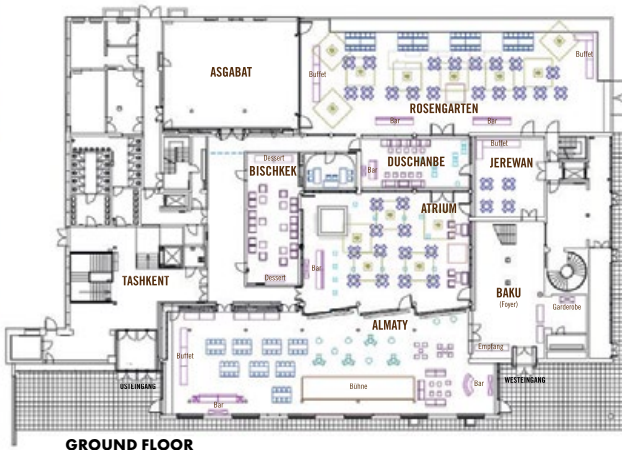 ASGABAT
Buffet
Buffet
ROSENGARTEN
Bar
Bar
Dessert
BISCHKEK
Bar
DUSCHANBE
Buffet
JEREWAN
ATRIUM
Bar
Dessert
TASHKENT
BAKU
(Foyer)
Garderobe
ALMATY
Buffet
Empfang
Bühne
Bar
Bar
USTEINGANG
WESTEINGANG
GROUND FLOOR